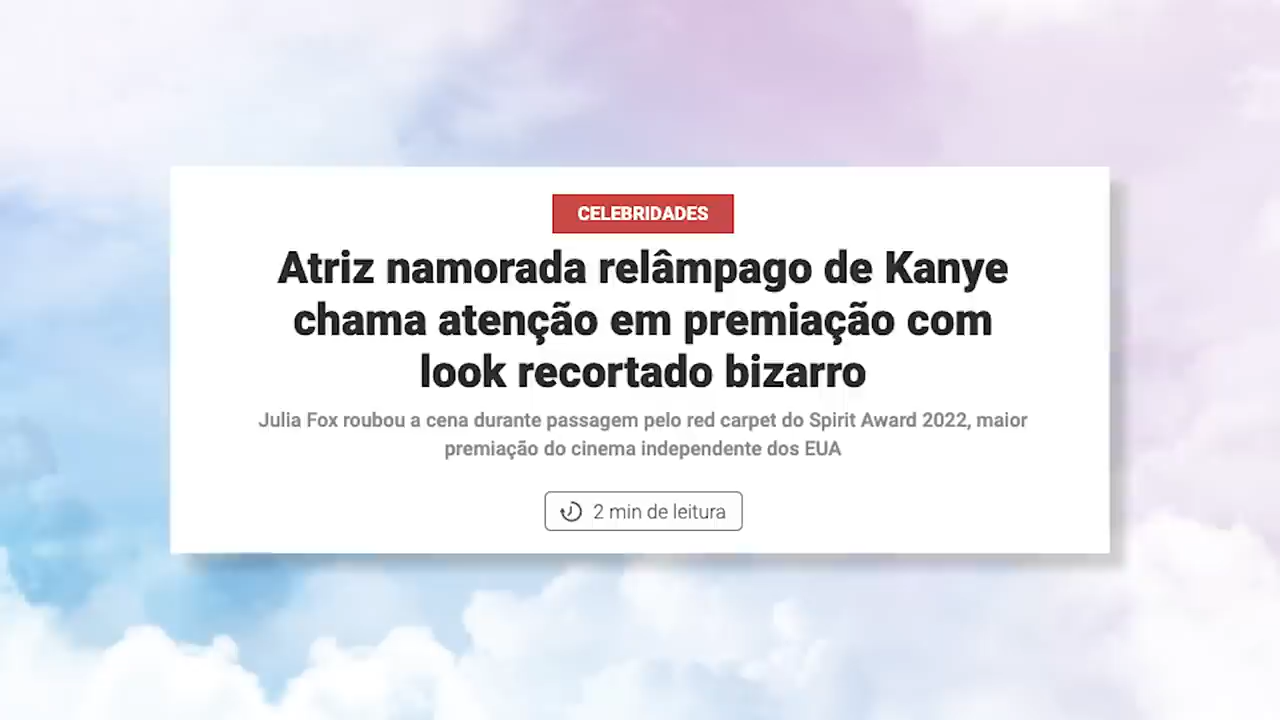 CELEBRIDADES
Atriz namorada relâmpago de Kanye
chama atenção em premiação com
look recortado bizarro
Julia Fox roubou a cena durante passagem pelo red carpet do Spirit Award 2022, maior
premiação do cinema independente dos EUA
2 min de leitura